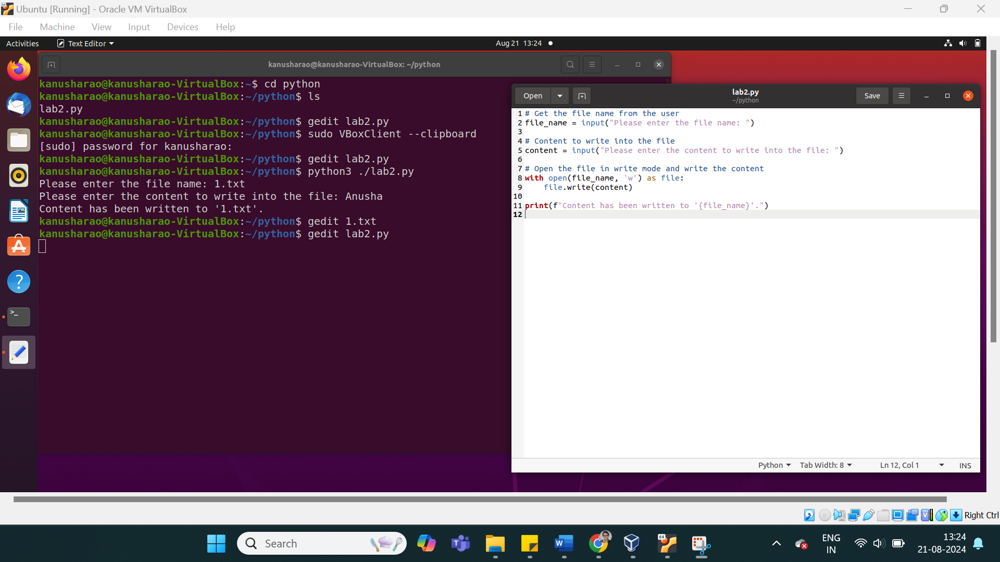 Ubuntu [Running] - Oracle VM VirtualBox
File Machine View Input Devices Help
Activities Text Editor Aug 21 13:24
kanusharao@kanusharao-VirtualBox: ~/python
kanusharao@kanusharao-VirtualBox:~$ cd python
kanusharao@kanusharao-VirtualBox:~/python$ ls
lab2.py
kanusharao@kanusharao-VirtualBox:~/python$ gedit lab2.py
kanusharao@kanusharao-VirtualBox:~/python$ sudo VBoxClient --clipboard
[sudo] password for kanusharao:
kanusharao@kanusharao-VirtualBox:~/python$ gedit lab2.py
kanusharao@kanusharao-VirtualBox:~/python$ python3 ./lab2.py
Please enter the file name: 1.txt
Please enter the content to write into the file: Anusha
Content has been written to '1.txt'.
kanusharao@kanusharao-VirtualBox:~/python$ gedit 1.txt
kanusharao@kanusharao-VirtualBox:~/python$ gedit lab2.py
Open lab2.py Save
~/python
1 # Get the file name from the user
2 file_name = input("Please enter the file name: ")
3
4 # Content to write into the file
5 content = input("Please enter the content to write into the file: ")
6
7 # Open the file in write mode and write the content
8 with open(file_name, 'w') as file:
9     file.write(content)
10
11 print(f"Content has been written to '{file_name}'.")
12
Python Tab Width: 8 Ln 12, Col 1 INS
Right Ctrl
Search
ENG
IN
13:24
21-08-2024